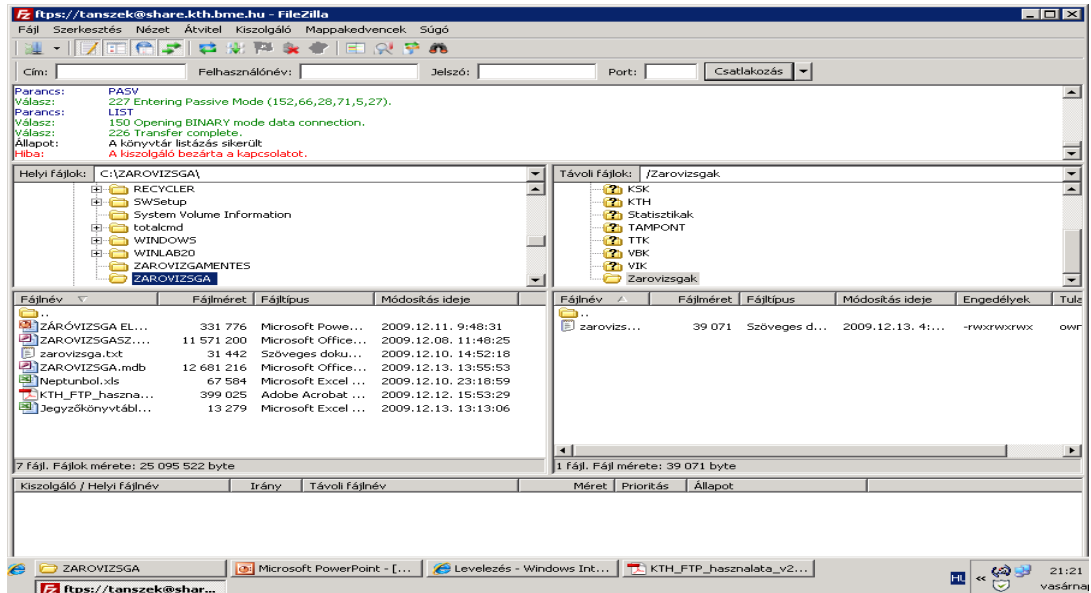 ftps://tanszek@share.kth.bme.hu - FileZilla
Fájl Szerkesztés Nézet Átvitel Kiszolgáló Mappakedvencek Súgó
Cím: Felhasználónév: Jelszó: Port: Csatlakozás
Parancs: PASV
Válasz: 227 Entering Passive Mode (152,66,28,71,5,27).
Parancs: LIST
Válasz: 150 Opening BINARY mode data connection.
Válasz: 226 Transfer complete.
Állapot: A könyvtár listázás sikerült
Hiba: A kiszolgáló bezárta a kapcsolatot.
Helyi fájlok: C:\ZAROVIZSGA\
RECYCLER
SWSetup
System Volume Information
totalcmd
WINDOWS
WINLAB20
ZAROVIZGAMENTES
ZAROVIZSGA
Távoli fájlok: /Zarovizsgak
KSK
KTH
Statisztikak
TAMPONT
TTK
VBK
VIK
Zarovizsgak
Fájlnév Fájlméret Fájltípus Módosítás ideje
..
ZÁRÓVIZSGA EL... 331 776 Microsoft Powe... 2009.12.11. 9:48:31
ZAROVIZSGASZ.... 11 571 200 Microsoft Office... 2009.12.08. 11:48:25
zarovizsga.txt 31 442 Szöveges doku... 2009.12.10. 14:52:18
ZAROVIZSGA.mdb 12 681 216 Microsoft Office... 2009.12.13. 13:55:53
Neptunbol.xls 67 584 Microsoft Excel ... 2009.12.10. 23:18:59
KTH_FTP_haszna... 399 025 Adobe Acrobat ... 2009.12.12. 15:53:29
Jegyzőkönyvtábl... 13 279 Microsoft Excel ... 2009.12.13. 13:13:06
7 fájl. Fájlok mérete: 25 095 522 byte
Fájlnév Fájlméret Fájltípus Módosítás ideje Engedélyek Tula
..
zarovizs... 39 071 Szöveges d... 2009.12.13. 4:... -rwxrwxrwx owr
1 fájl. Fájl mérete: 39 071 byte
Kiszolgáló / Helyi fájlnév Irány Távoli fájlnév Méret Prioritás Állapot
ZAROVIZSGA Microsoft PowerPoint - [... Levelezés - Windows Int... KTH_FTP_hasznalata_v2...
ftps://tanszek@shar...
HU « 21:21
vasárnap